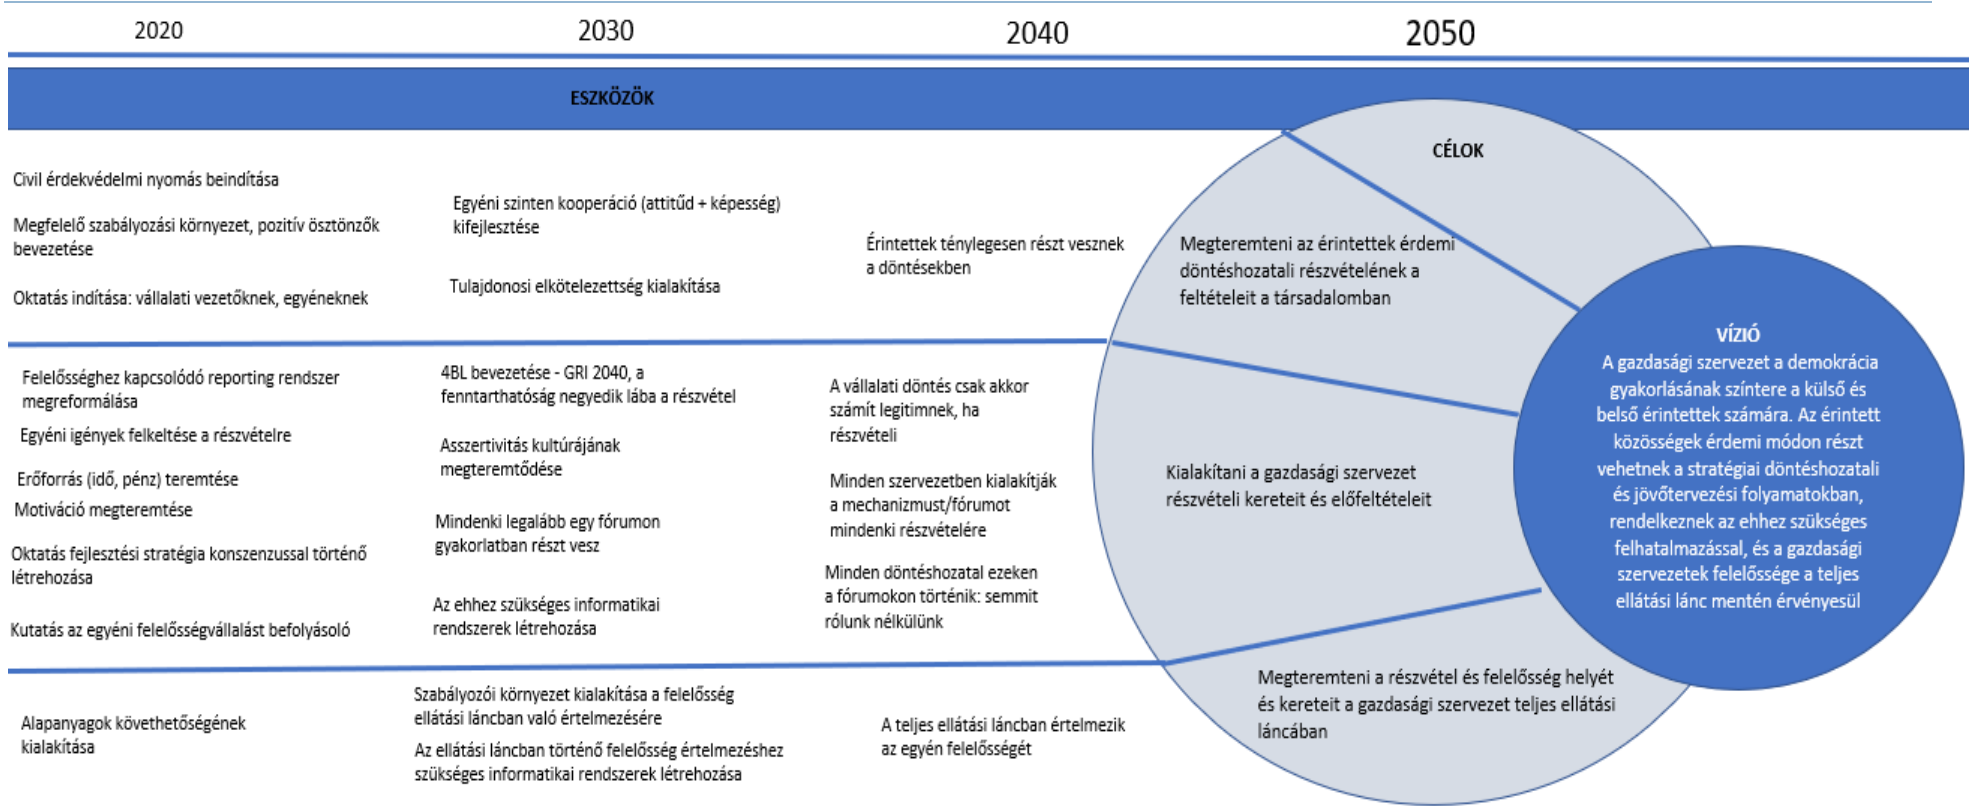 2020
2030
2040
2050
ESZKÖZÖK
CÉLOK
Civil érdekvédelmi nyomás beindítása
Megfelelő szabályozási környezet, pozitív ösztönzők
bevezetése
Oktatás indítása: vállalati vezetőknek, egyéneknek
Egyéni szinten kooperáció (attitűd + képesség)
kifejlesztése
Tulajdonosi elkötelezettség kialakítása
Érintettek ténylegesen részt vesznek
a döntésekben
Megteremteni az érintettek érdemi
döntéshozatali részvételének a
feltételeit a társadalomban
Felelősséghez kapcsolódó reporting rendszer
megreformálása
Egyéni igények felkeltése a részvételre
Erőforrás (idő, pénz) teremtése
Motiváció megteremtése
Oktatás fejlesztési stratégia konszenzussal történő
létrehozása
Kutatás az egyéni felelősségvállalást befolyásoló
4BL bevezetése - GRI 2040, a
fenntarthatóság negyedik lába a részvétel
Asszertivitás kultúrájának
megteremtődése
Mindenki legalább egy fórumon
gyakorlatban részt vesz
Az ehhez szükséges informatikai
rendszerek létrehozása
A vállalati döntés csak akkor
számít legitimnek, ha
részvételi
Minden szervezetben kialakítják
a mechanizmust/fórumot
mindenki részvételére
Minden döntéshozatal ezeken
a fórumokon történik: semmit
rólunk nélkülünk
Kialakítani a gazdasági szervezet
részvételi kereteit és előfeltételeit
Alapanyagok követhetőségének
kialakítása
Szabályozói környezet kialakítása a felelősség
ellátási láncban való értelmezésére
Az ellátási láncban történő felelősség értelmezéshez
szükséges informatikai rendszerek létrehozása
A teljes ellátási láncban értelmezik
az egyén felelősségét
Megteremteni a részvétel és felelősség helyét
és kereteit a gazdasági szervezet teljes ellátási
láncában
VÍZIÓ
A gazdasági szervezet a demokrácia
gyakorlásának színtere a külső és
belső érintettek számára. Az érintett
közösségek érdemi módon részt
vehetnek a stratégiai döntéshozatali
és jövőtervezési folyamatokban,
rendelkeznek az ehhez szükséges
felhatalmazással, és a gazdasági
szervezetek felelőssége a teljes
ellátási lánc mentén érvényesül